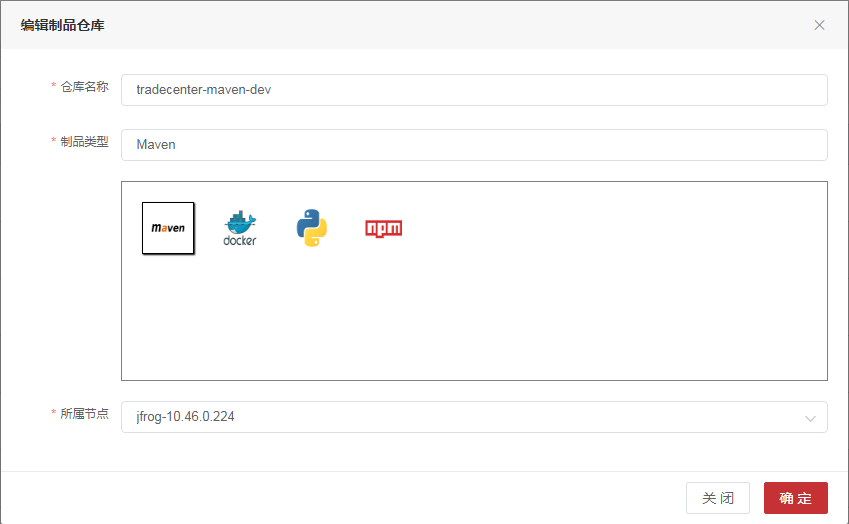 编辑制品仓库
* 仓库名称 tradecenter-maven-dev
* 制品类型 Maven
Maven docker npm
* 所属节点 jfrog-10.46.0.224
关 闭 确 定